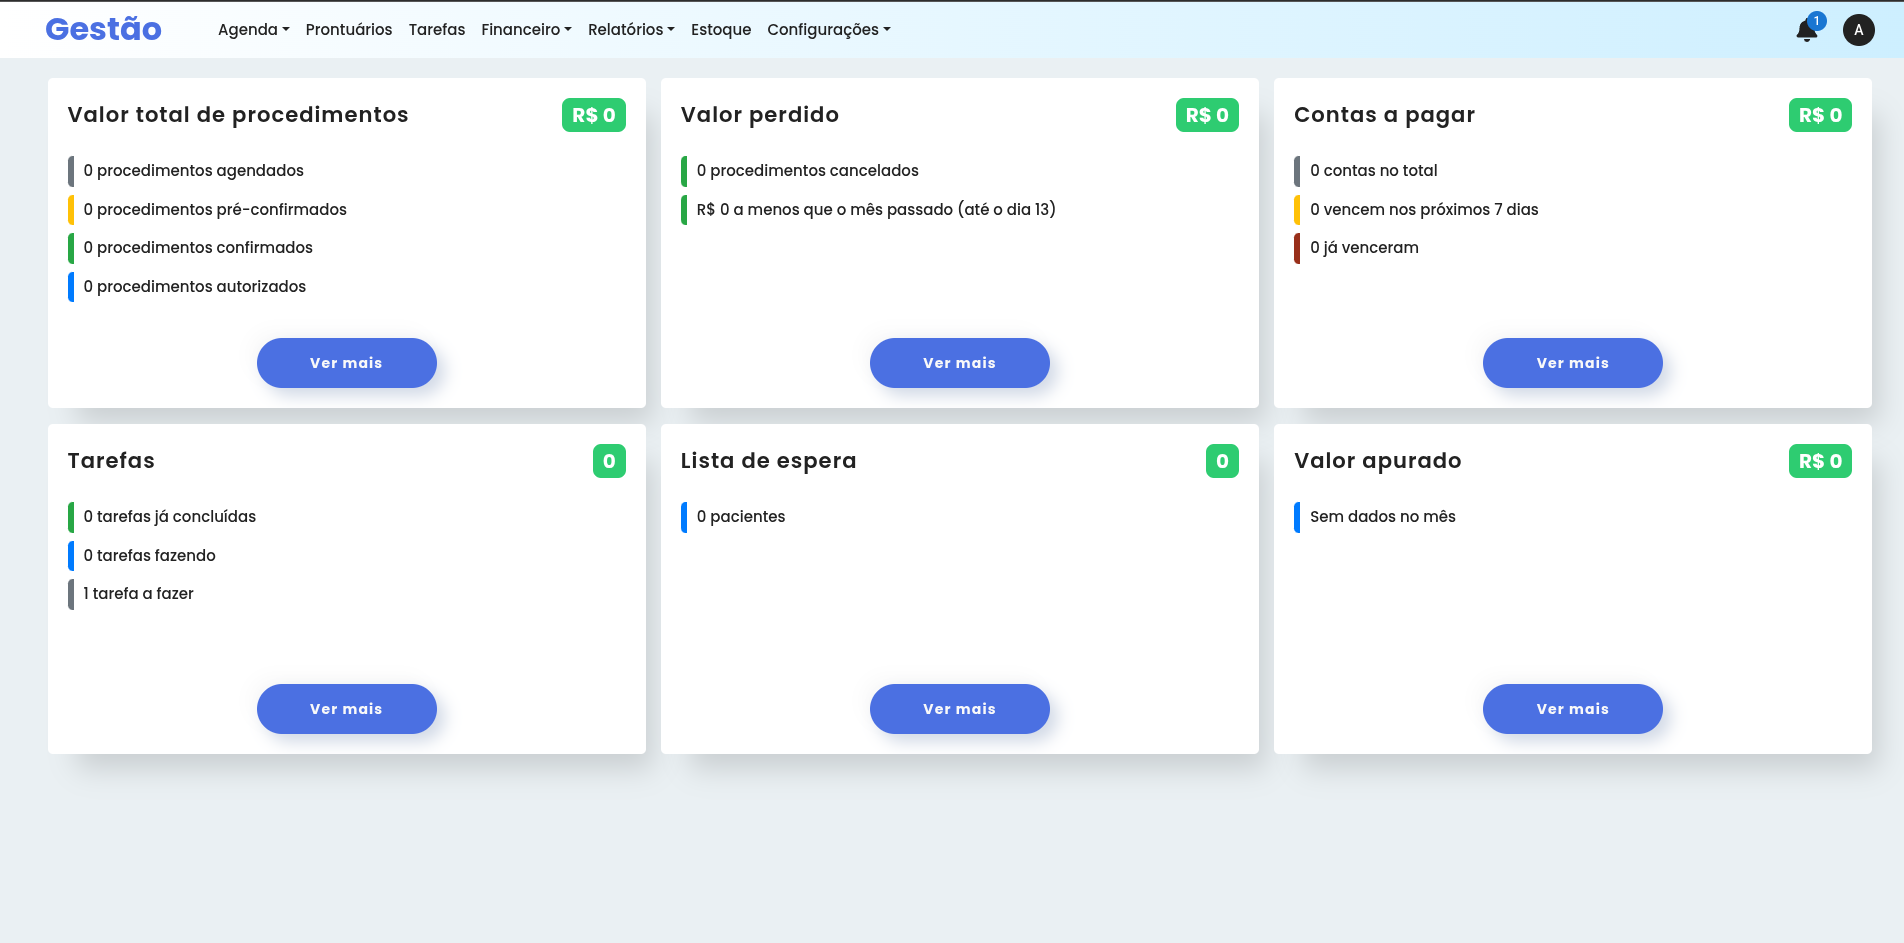 Gestão
Agenda Prontuários Tarefas Financeiro Relatórios Estoque Configurações
1
A
Valor total de procedimentos
R$ 0
0 procedimentos agendados
0 procedimentos pré-confirmados
0 procedimentos confirmados
0 procedimentos autorizados
Ver mais
Valor perdido
R$ 0
0 procedimentos cancelados
R$ 0 a menos que o mês passado (até o dia 13)
Ver mais
Contas a pagar
R$ 0
0 contas no total
0 vencem nos próximos 7 dias
0 já venceram
Ver mais
Tarefas
0
0 tarefas já concluídas
0 tarefas fazendo
1 tarefa a fazer
Ver mais
Lista de espera
0
0 pacientes
Ver mais
Valor apurado
R$ 0
Sem dados no mês
Ver mais